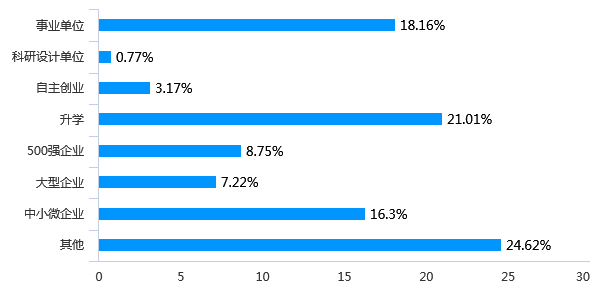 事业单位 18.16%
科研设计单位 0.77%
自主创业 3.17%
升学 21.01%
500强企业 8.75%
大型企业 7.22%
中小微企业 16.3%
其他 24.62%
0 5 10 15 20 25 30